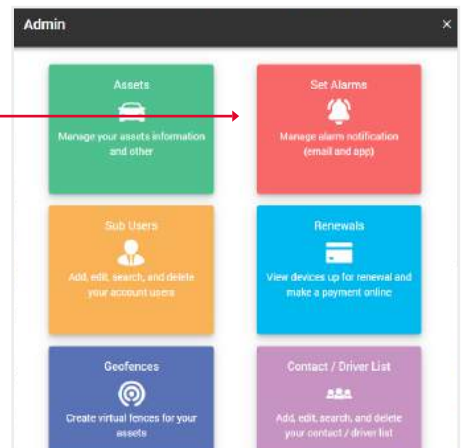 Admin
×
Assets
Manage your assets information
and other
Set Alarms
Manage alarm notification
(email and app)
Sub Users
Add, edit, search, and delete
your account users
Renewals
View devices up for renewal and
make a payment online
Geofences
Create virtual fences for your
assets
Contact / Driver List
Add, edit, search, and delete
your contact / driver list